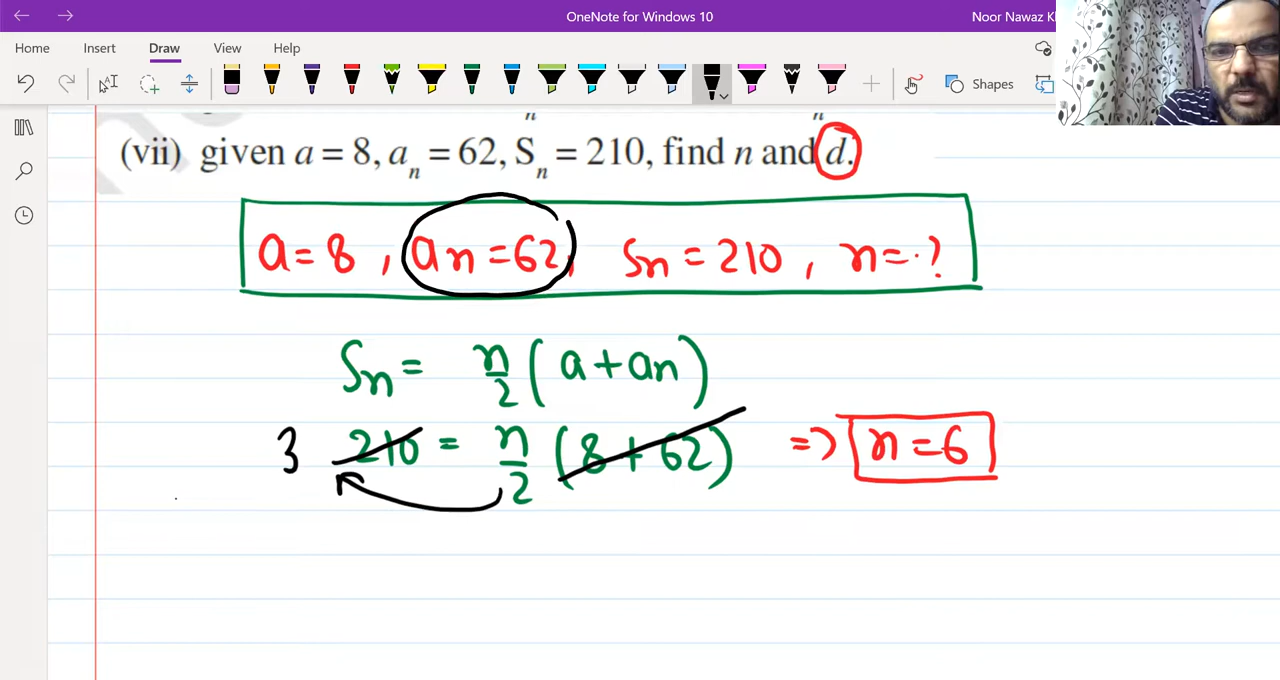 OneNote for Windows 10
Noor Nawaz Kh
Home Insert Draw View Help
Shapes
n n
(vii) given a = 8, aₙ = 62, Sₙ = 210, find n and d.
a = 8 , an = 62, Sn = 210 , n = ?
Sn = n/2 ( a + an )
3 210 = n/2 (8 + 62) => n = 6